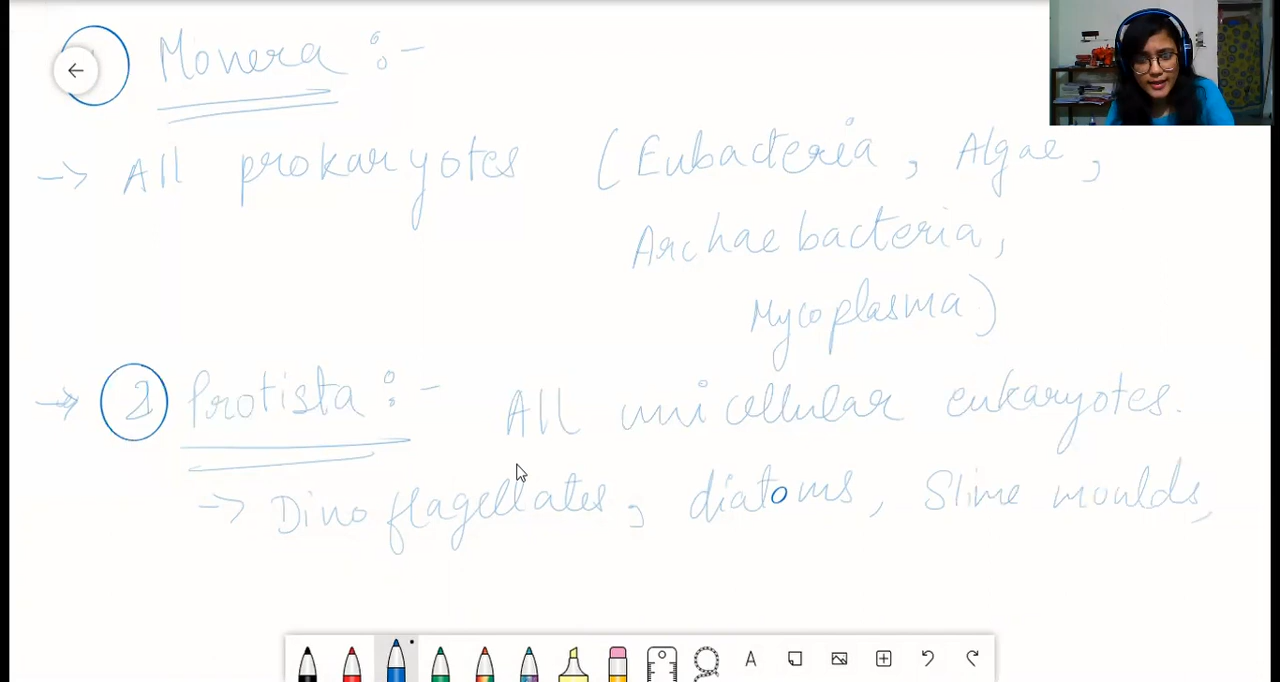 Monera :-
→ All prokaryotes (Eubacteria, Algae,
Archaebacteria,
Mycoplasma)
→ 2 Protista :- All unicellular eukaryotes.
→ Dinoflagellates, diatoms, Slime moulds,
A